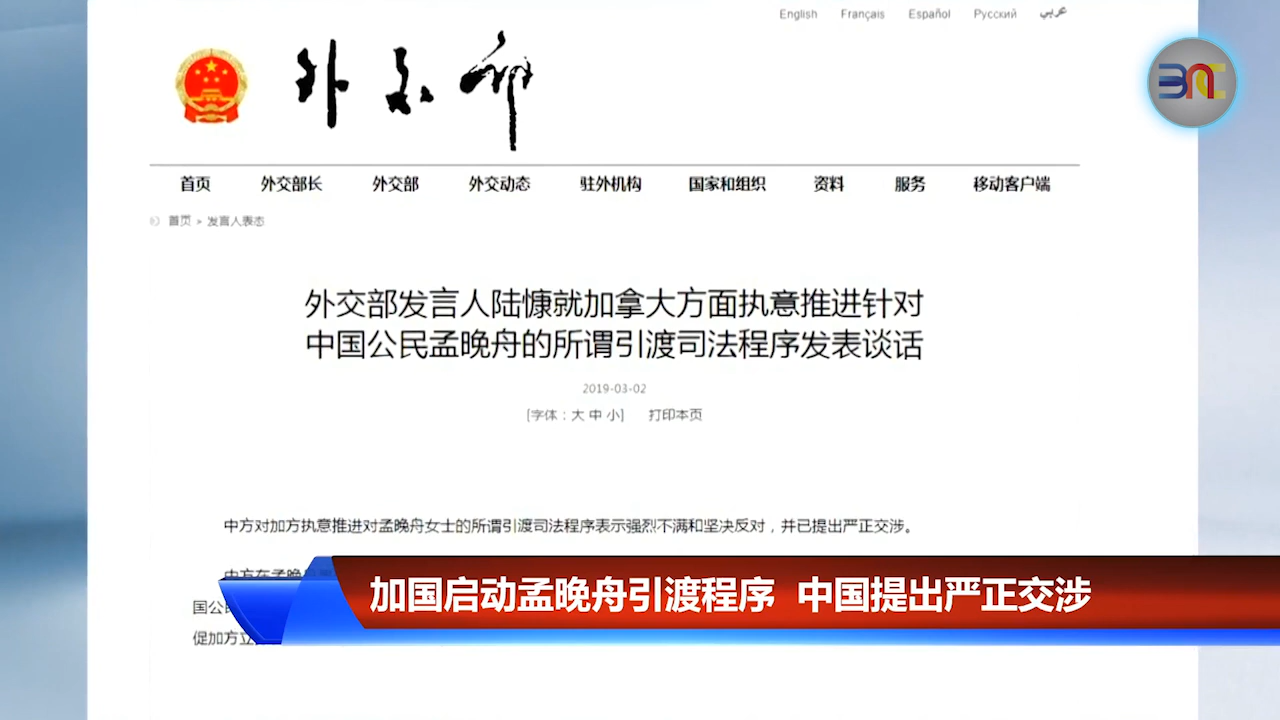 English Français Español Русский عربي
外交部
首页 外交部长 外交部 外交动态 驻外机构 国家和组织 资料 服务 移动客户端
首页 > 发言人表态
外交部发言人陆慷就加拿大方面执意推进针对
中国公民孟晚舟的所谓引渡司法程序发表谈话
2019-03-02
[字体：大 中 小] 打印本页
中方对加方执意推进对孟晚舟女士的所谓引渡司法程序表示强烈不满和坚决反对，并已提出严正交涉。
中方在孟晚
国公
促加方立
加国启动孟晚舟引渡程序 中国提出严正交涉